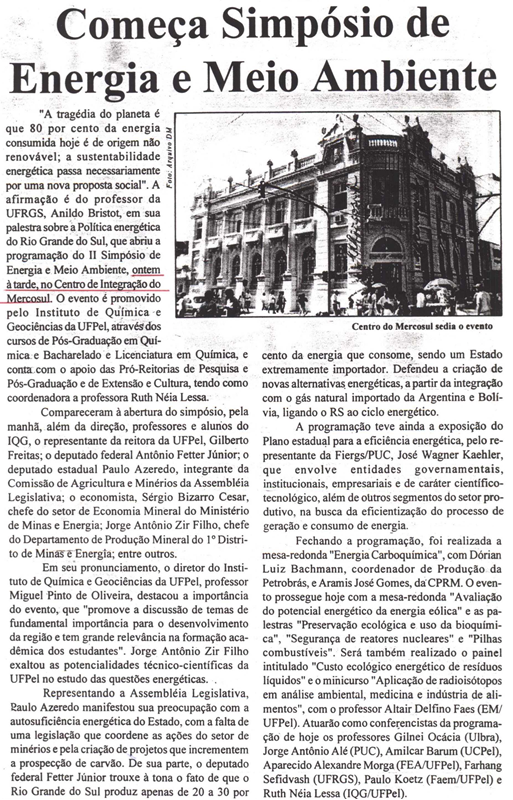 Começa Simpósio de
Energia e Meio Ambiente
"A tragédia do planeta é
que 80 por cento da energia
consumida hoje é de origem não
renovável; a sustentabilidade
energética passa necessariamente
por uma nova proposta social". A
afirmação é do professor da
UFRGS, Anildo Bristot, em sua
palestra sobre a Política energética
do Rio Grande do Sul, que abriu a
programação do II Simpósio de
Energia e Meio Ambiente, ontem
à tarde, no Centro de Integração do
Mercosul. O evento é promovido
pelo Instituto de Química e
Geociências da UFPel, através dos
cursos de Pós-Graduação em Quí-
mica e Bacharelado e Licenciatura em Química, e
conta com o apoio das Pró-Reitorias de Pesquisa e
Pós-Graduação e de Extensão e Cultura, tendo como
coordenadora a professora Ruth Néia Lessa.
Compareceram à abertura do simpósio, pela
manhã, além da direção, professores e alunos do
IQG, o representante da reitora da UFPel, Gilberto
Freitas; o deputado federal Antônio Fetter Júnior; o
deputado estadual Paulo Azeredo, integrante da
Comissão de Agricultura e Minérios da Assembléia
Legislativa; o economista, Sérgio Bizarro Cesar,
chefe do setor de Economia Mineral do Ministério
de Minas e Energia; Jorge Antônio Zir Filho, chefe
do Departamento de Produção Mineral do 1º Distri-
to de Minas e Energia; entre outros.
Em seu pronunciamento, o diretor do Insti-
tuto de Química e Geociências da UFPel, professor
Miguel Pinto de Oliveira, destacou a importância
do evento, que "promove a discussão de temas de
fundamental importância para o desenvolvimento
da região e tem grande relevância na formação aca-
dêmica dos estudantes". Jorge Antônio Zir Filho
exaltou as potencialidades técnico-científicas da
UFPel no estudo das questões energéticas.
Representando a Assembléia Legislativa,
Paulo Azeredo manifestou sua preocupação com a
autosuficiência energética do Estado, com a falta de
uma legislação que coordene as ações do setor de
minérios e pela criação de projetos que incrementem
a prospecção de carvão. De sua parte, o deputado
federal Fetter Júnior trouxe à tona o fato de que o
Rio Grande do Sul produz apenas de 20 a 30 por
Foto: Arquivo DM
Centro do Mercosul sedia o evento
cento da energia que consome, sendo um Estado
extremamente importador. Defendeu a criação de
novas alternativas energéticas, a partir da integração
com o gás natural importado da Argentina e Bolí-
via, ligando o RS ao ciclo energético.
A programação teve ainda a exposição do
Plano estadual para a eficiência energética, pelo re-
presentante da Fiergs/PUC, José Wagner Kaehler,
que envolve entidades governamentais,
institucionais, empresariais e de caráter científico-
tecnológico, além de outros segmentos do setor pro-
dutivo, na busca da eficientização do processo de
geração e consumo de energia.
Fechando a programação, foi realizada a
mesa-redonda "Energia Carboquímica", com Dórian
Luiz Bachmann, coordenador de Produção da
Petrobrás, e Aramis José Gomes, da CPRM. O even-
to prossegue hoje com a mesa-redonda "Avaliação
do potencial energético da energia eólica" e as pa-
lestras "Preservação ecológica e uso da bioquími-
ca", "Segurança de reatores nucleares" e "Pilhas
combustíveis". Será também realizado o painel
intitulado "Custo ecológico energético de resíduos
líquidos" e o minicurso "Aplicação de radioisótopos
em análise ambiental, medicina e indústria de ali-
mentos", com o professor Altair Delfino Faes (EM/
UFPel). Atuarão como conferencistas da programa-
ção de hoje os professores Gilnei Ocácia (Ulbra),
Jorge Antônio Alé (PUC), Amilcar Barum (UCPel),
Aparecido Alexandre Morga (FEA/UFPel), Farhang
Sefidvash (UFRGS), Paulo Koetz (Faem/UFPel) e
Ruth Néia Lessa (IQG/UFPel).